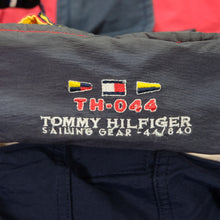 TH-044
TOMMY HILFIGER
SAILING GEAR -44/840